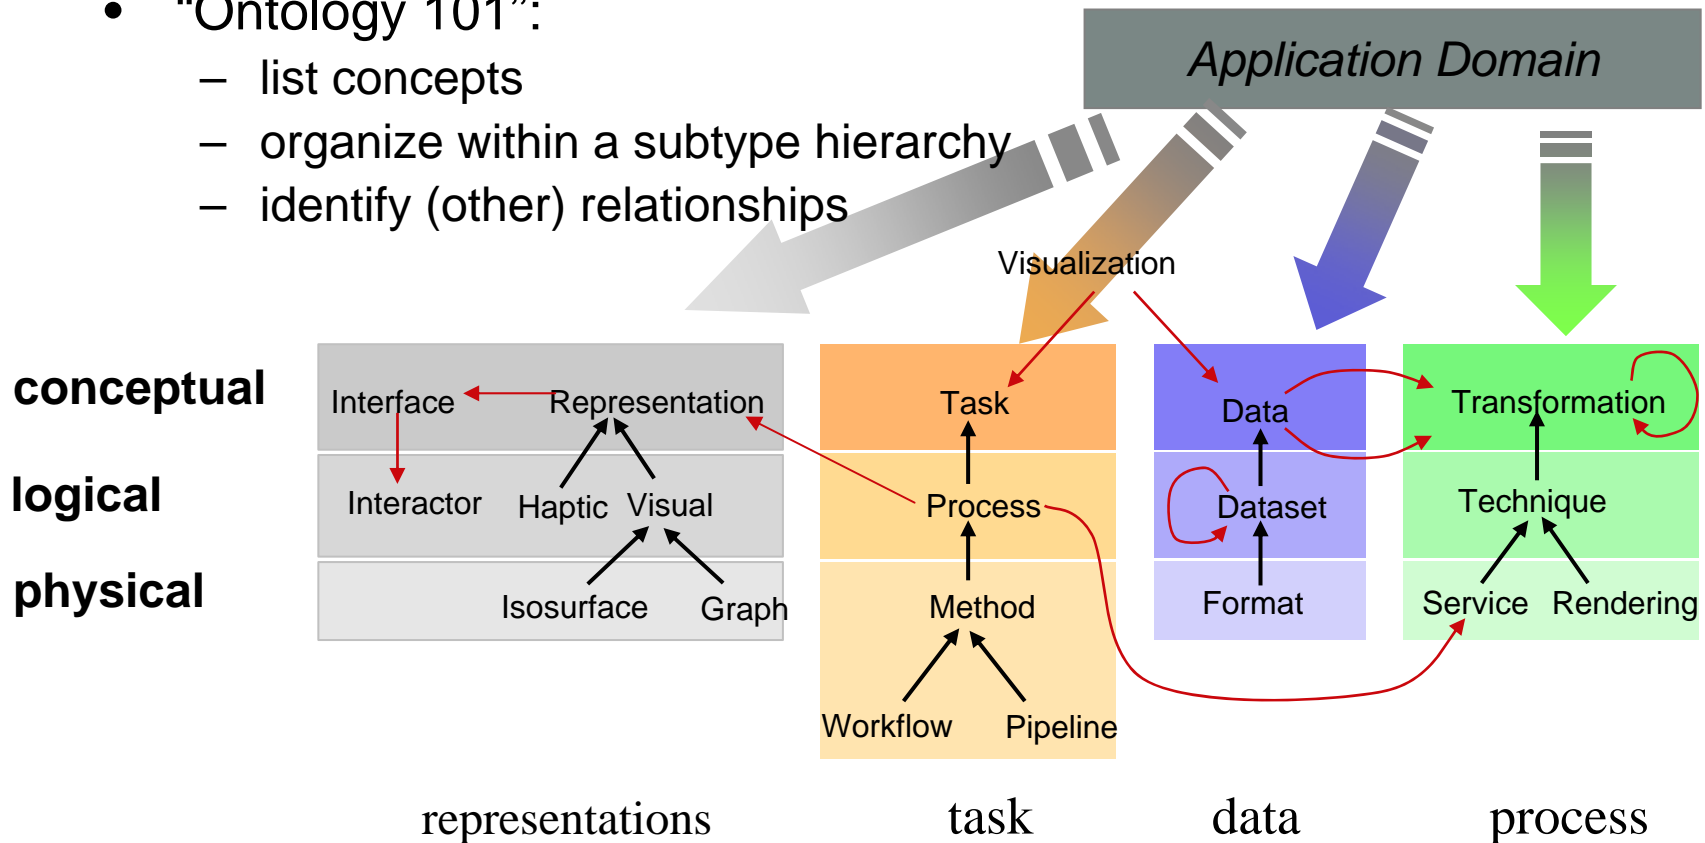 • “Ontology 101”:
– list concepts
– organize within a subtype hierarchy
– identify (other) relationships
Application Domain
Visualization
conceptual
Interface Representation Task Data Transformation
logical
Interactor Haptic Visual Process Dataset Technique
physical
Isosurface Graph Method Format Service Rendering
Workflow Pipeline
representations task data process